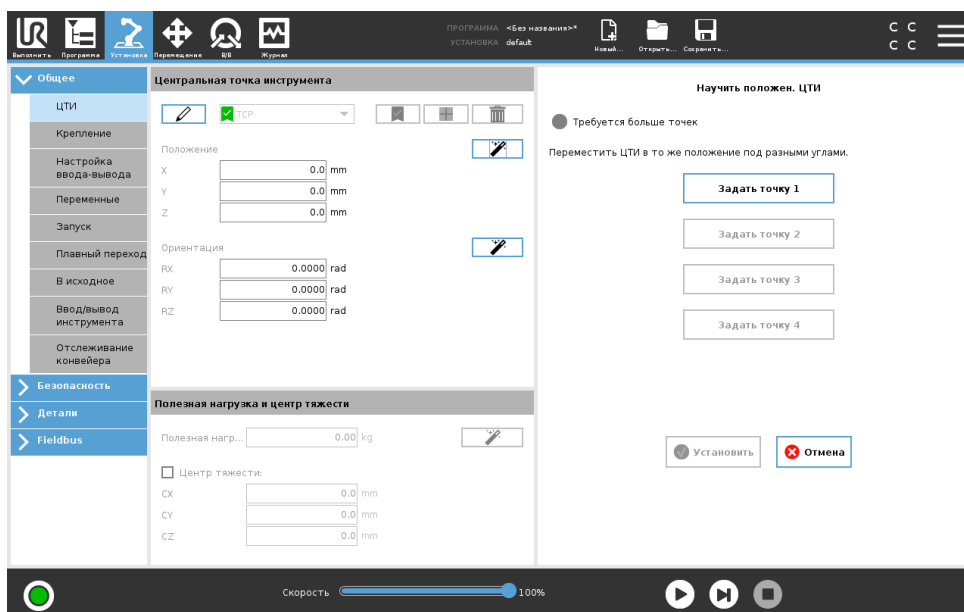 ПРОГРАММА <Без названия>*
УСТАНОВКА default
Выполнить Программа Установка Перемещение В/В Журнал
Новый... Открыть... Сохранить...
C C
C C
Общее
ЦТИ
Крепление
Настройка
ввода-вывода
Переменные
Запуск
Плавный переход
В исходное
Ввод/вывод
инструмента
Отслеживание
конвейера
Безопасность
Детали
Fieldbus
Центральная точка инструмента
TCP
Положение
X 0.0 mm
Y 0.0 mm
Z 0.0 mm
Ориентация
RX 0.0000 rad
RY 0.0000 rad
RZ 0.0000 rad
Полезная нагрузка и центр тяжести
Полезная нагр... 0.00 kg
Центр тяжести:
CX 0.0 mm
CY 0.0 mm
CZ 0.0 mm
Научить положен. ЦТИ
Требуется больше точек
Переместить ЦТИ в то же положение под разными углами.
Задать точку 1
Задать точку 2
Задать точку 3
Задать точку 4
Установить Отмена
Скорость 100%